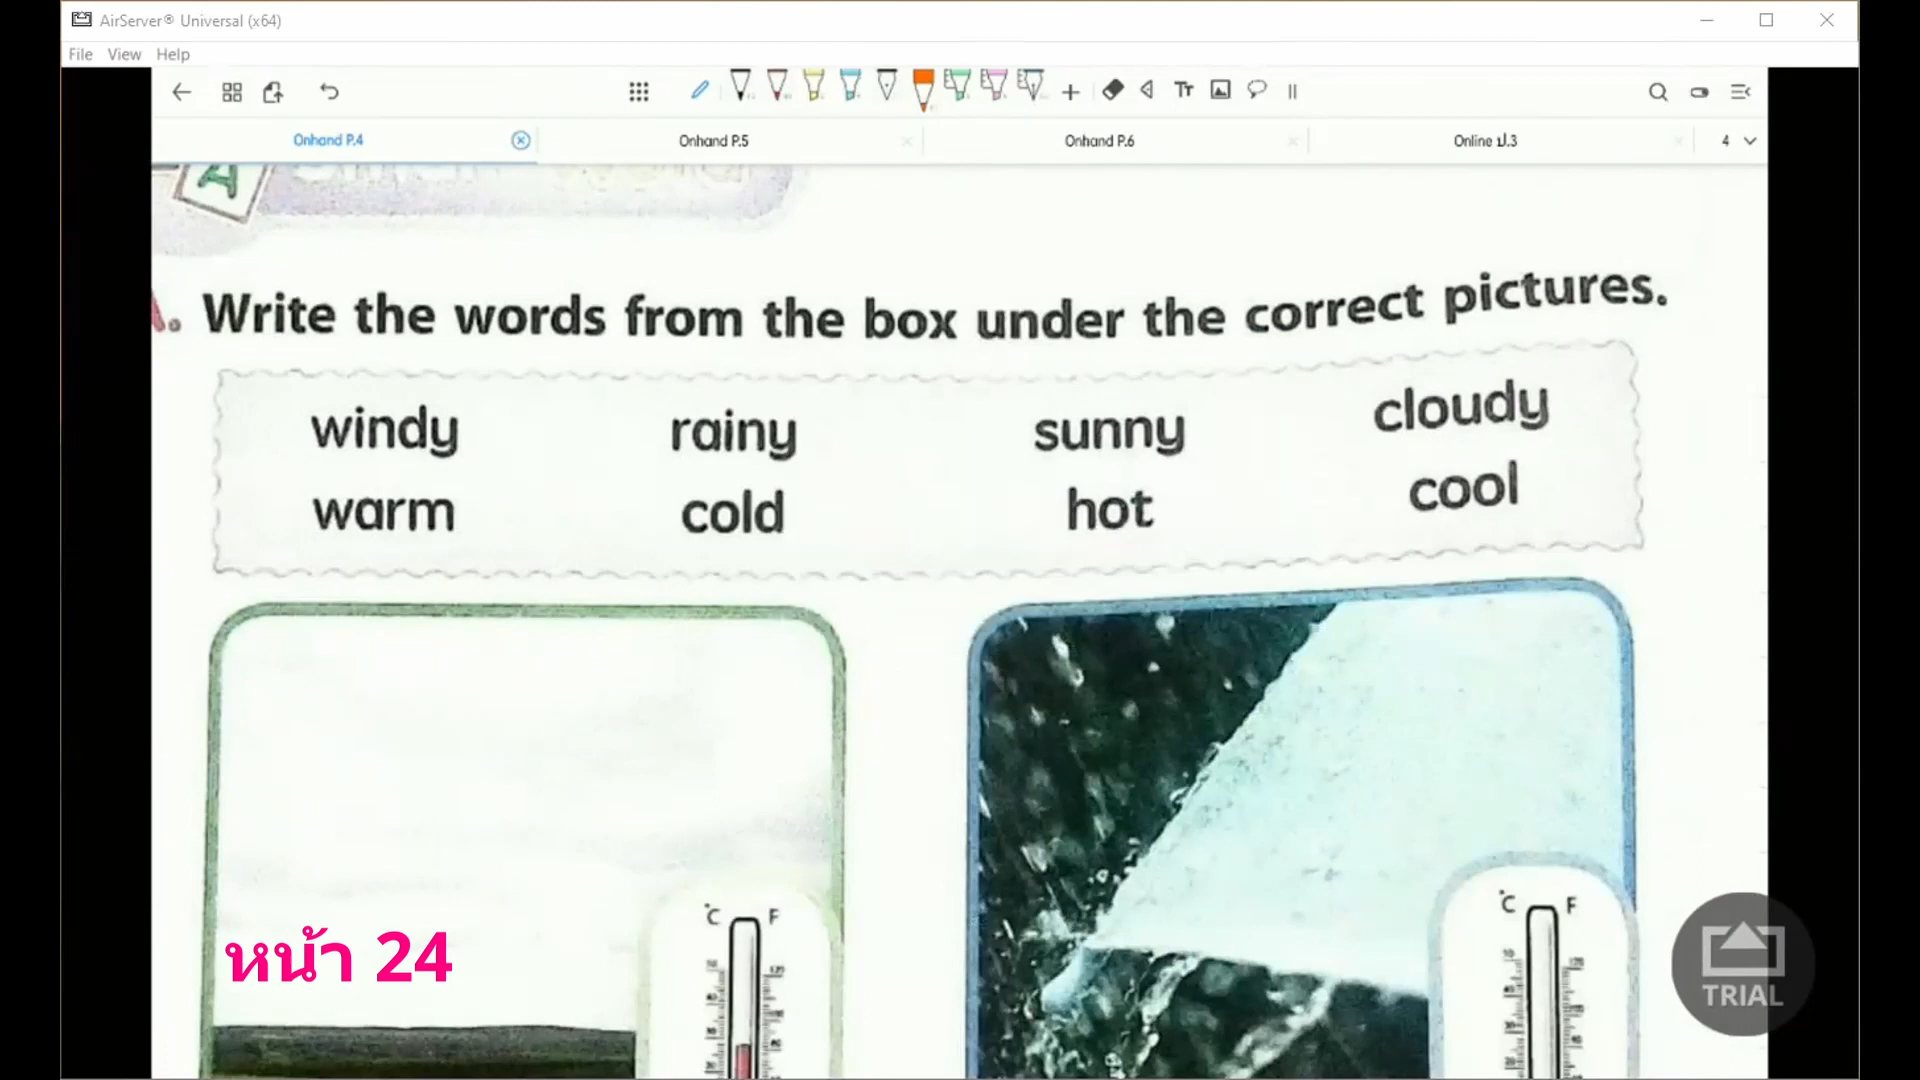 AirServer® Universal (x64)
File View Help
Tr
Onhand P.4 Onhand P.5 Onhand P.6 Online ป.3 4
A
A. Write the words from the box under the correct pictures.
windy rainy sunny cloudy
warm cold hot cool
°C F
°C F
หน้า 24
TRIAL